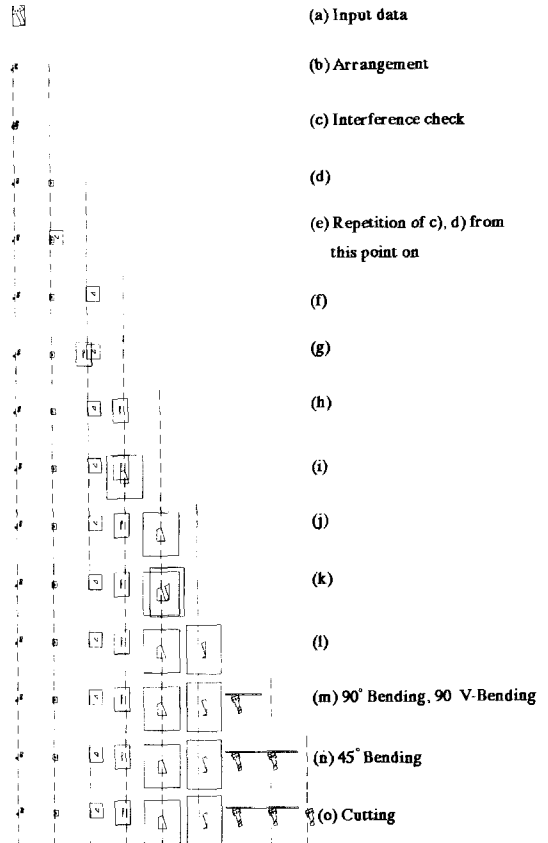 (a) Input data
(b) Arrangement
(c) Interference check
(d)
(e) Repetition of c), d) from
this point on
(f)
(g)
(h)
(i)
(j)
(k)
(l)
(m) 90° Bending, 90 V-Bending
(n) 45° Bending
(o) Cutting